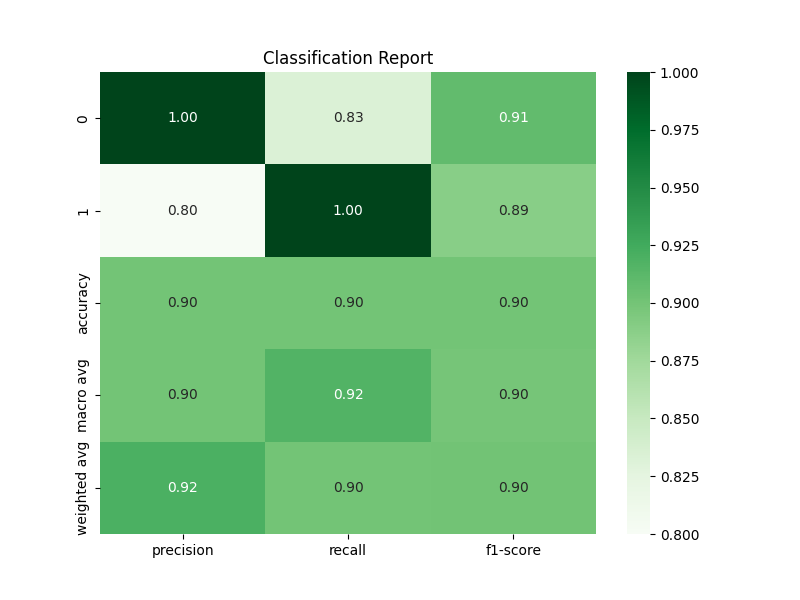 Classification Report
0 1.00 0.83 0.91
1 0.80 1.00 0.89
accuracy 0.90 0.90 0.90
macro avg 0.90 0.92 0.90
weighted avg 0.92 0.90 0.90
precision recall f1-score
1.000
0.975
0.950
0.925
0.900
0.875
0.850
0.825
0.800